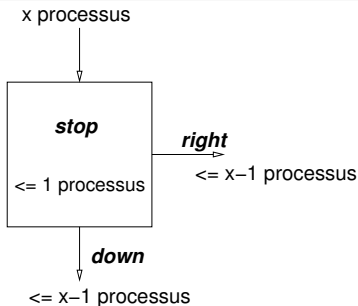 x processus
stop
right
<= 1 processus
<= x−1 processus
down
<= x−1 processus